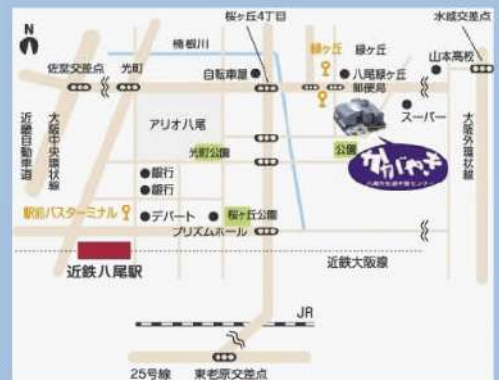 桜ヶ丘4丁目
水越交差点
N
楠根川
緑ヶ丘
緑ヶ丘
山本高校
佐堂交差点
光町
自転車屋
八尾緑ヶ丘
郵便局
スーパー
アリオ八尾
近畿自動車道
大阪中央環状線
大阪外環状線
光町公園
公園
かがやき
銀行
銀行
駅前バスターミナル
デパート
桜ヶ丘公園
プリズムホール
近鉄八尾駅
近鉄大阪線
JR
25号線
東老原交差点